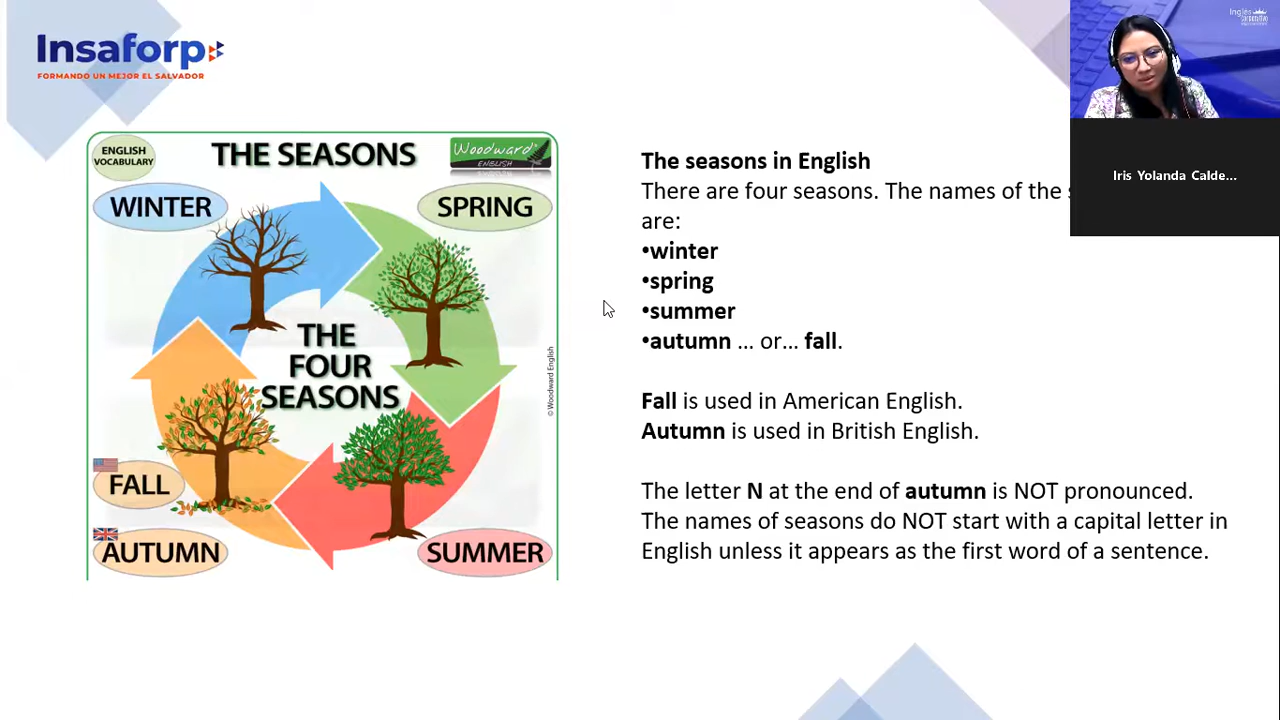 Insaforp
FORMANDO UN MEJOR EL SALVADOR
ENGLISH
VOCABULARY
THE SEASONS
Woodward
ENGLISH
WINTER
SPRING
THE
FOUR
SEASONS
FALL
AUTUMN
SUMMER
© Woodward English
The seasons in English
There are four seasons. The names of the
are:
•winter
•spring
•summer
•autumn ... or... fall.
Fall is used in American English.
Autumn is used in British English.
The letter N at the end of autumn is NOT pronounced.
The names of seasons do NOT start with a capital letter in
English unless it appears as the first word of a sentence.
Inglés
Iris Yolanda Calde...